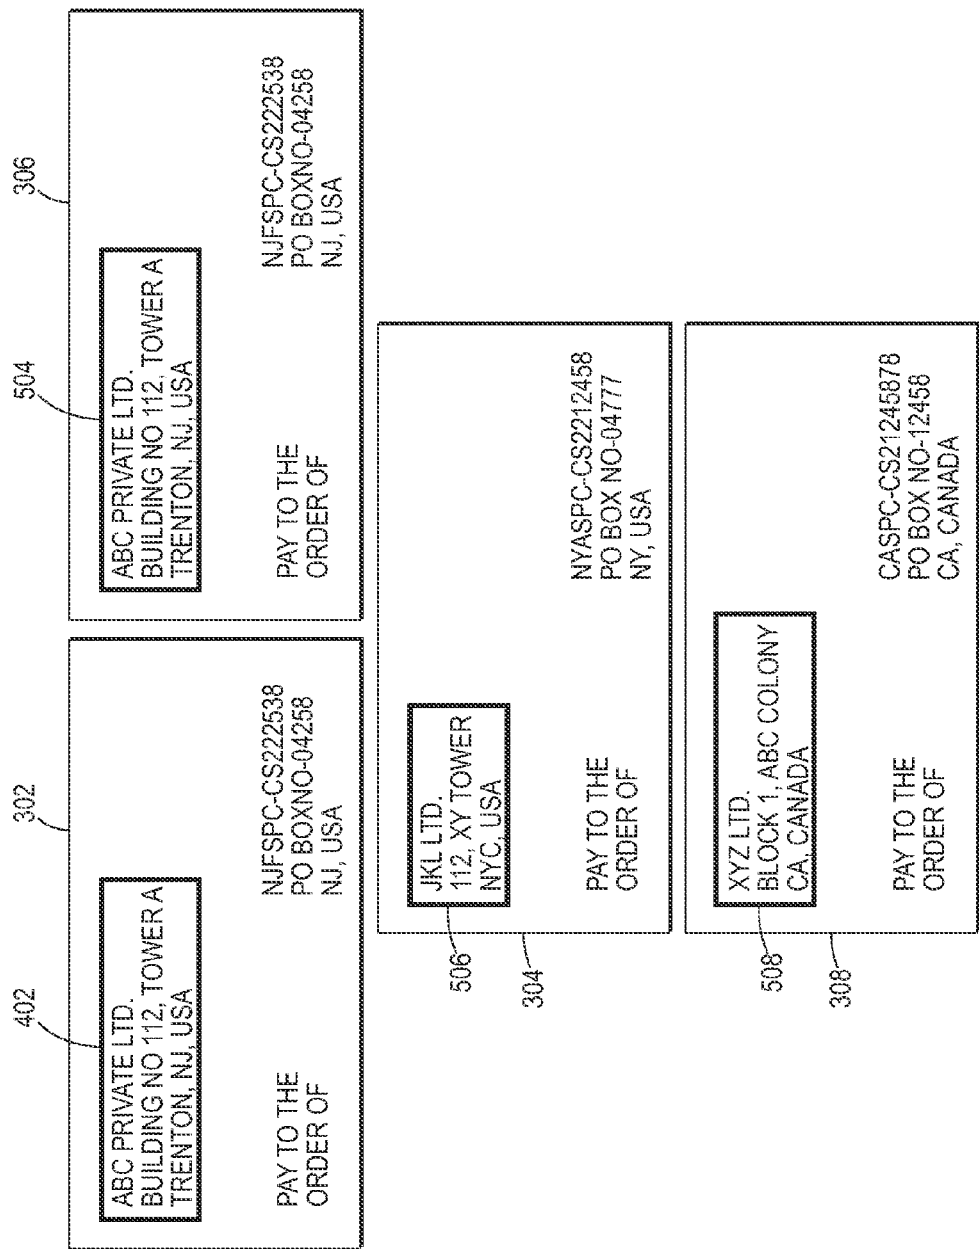 402
302
ABC PRIVATE LTD.
BUILDING NO 112, TOWER A
TRENTON, NJ, USA
PAY TO THE
ORDER OF
NJFSPC-CS222538
PO BOXNO-04258
NJ, USA
504
306
ABC PRIVATE LTD.
BUILDING NO 112, TOWER A
TRENTON, NJ, USA
PAY TO THE
ORDER OF
NJFSPC-CS222538
PO BOXNO-04258
NJ, USA
506
304
JKL LTD.
112, XY TOWER
NYC, USA
PAY TO THE
ORDER OF
NYASPC-CS2212458
PO BOX NO-04777
NY, USA
508
308
XYZ LTD.
BLOCK 1, ABC COLONY
CA, CANADA
PAY TO THE
ORDER OF
CASPC-CS21245878
PO BOX NO-12458
CA, CANADA